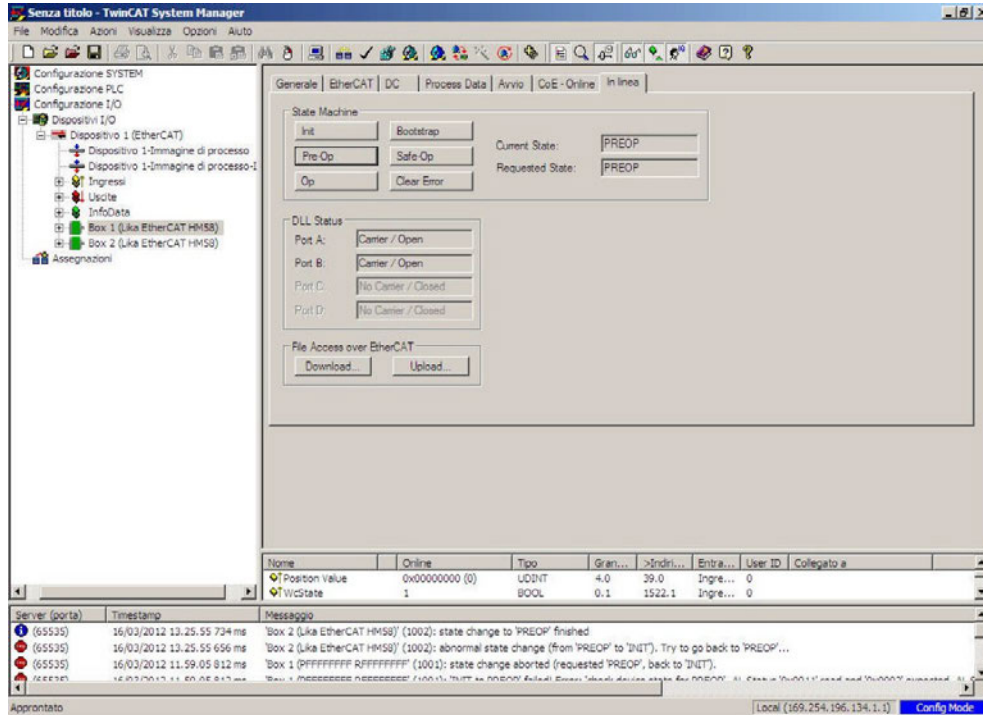 Senza titolo - TwinCAT System Manager
File Modifica Azioni Visualizza Opzioni Aiuto
Configurazione SYSTEM
Configurazione PLC
Configurazione I/O
Dispositivi I/O
Dispositivo 1 (EtherCAT)
Dispositivo 1-Immagine di processo
Dispositivo 1-Immagine di processo-I
Ingressi
Uscite
InfoData
Box 1 (Lika EtherCAT HM58)
Box 2 (Lika EtherCAT HM58)
Assegnazioni
Generale EtherCAT DC Process Data Avvio CoE - Online In linea
State Machine
Init Bootstrap
Pre-Op Safe-Op
Op Clear Error
Current State: PREOP
Requested State: PREOP
DLL Status
Port A: Carrier / Open
Port B: Carrier / Open
Port C: No Carrier / Closed
Port D: No Carrier / Closed
File Access over EtherCAT
Download... Upload...
Nome Online Tipo Gran... >Indiri... Entra... User ID Collegato a
Position Value 0x00000000 (0) UDINT 4.0 39.0 Ingre... 0
WcState 1 BOOL 0.1 1522.1 Ingre... 0
Server (porta) Timestamp Messaggio
(65535) 16/03/2012 13.25.55 734 ms 'Box 2 (Lika EtherCAT HM58)' (1002): state change to 'PREOP' finished
(65535) 16/03/2012 13.25.55 656 ms 'Box 2 (Lika EtherCAT HM58)' (1002): abnormal state change (from 'PREOP' to 'INIT'). Try to go back to 'PREOP'...
(65535) 16/03/2012 11.59.05 812 ms 'Box 1 (PFFFFFFFF RFFFFFFFF' (1001): state change aborted (requested 'PREOP', back to 'INIT').
(65535) 16/03/2012 11.59.05 812 ms
Approntato Local (169.254.196.134.1.1) Config Mode